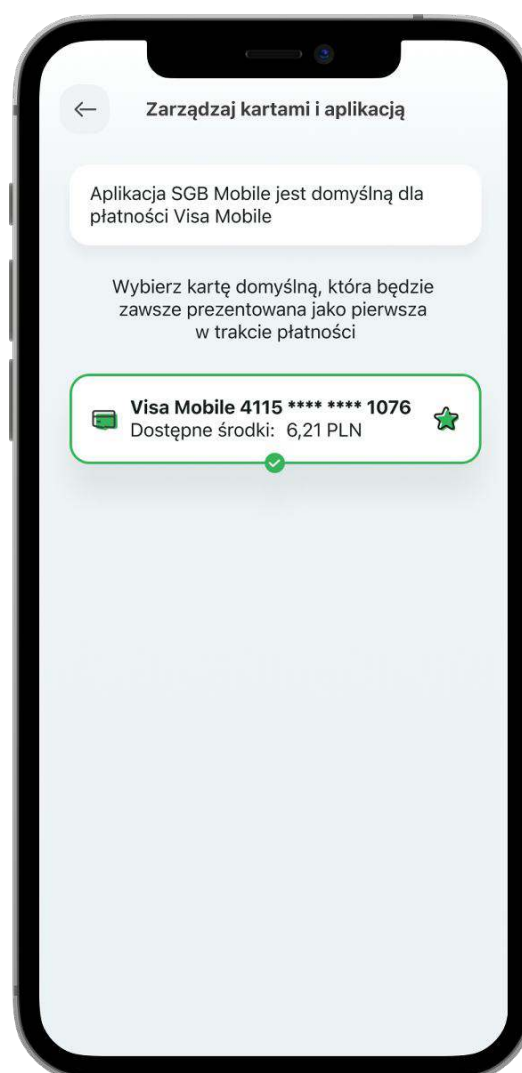 Zarządzaj kartami i aplikacją
Aplikacja SGB Mobile jest domyślną dla
płatności Visa Mobile
Wybierz kartę domyślną, która będzie
zawsze prezentowana jako pierwsza
w trakcie płatności
Visa Mobile 4115 **** **** 1076
Dostępne środki: 6,21 PLN